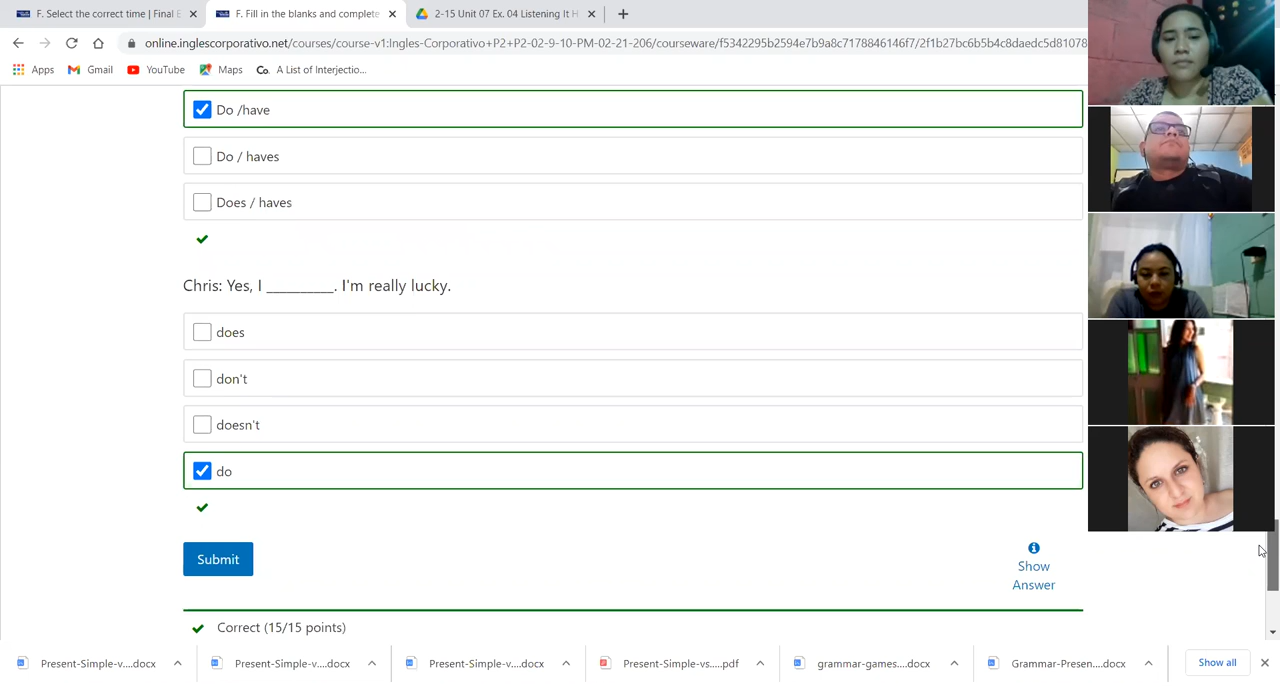 F. Select the correct time | Final E
F. Fill in the blanks and complete
2-15 Unit 07 Ex. 04 Listening It H
online.inglescorporativo.net/courses/course-v1:Ingles-Corporativo+P2+P2-02-9-10-PM-02-21-206/courseware/f5342295b2594e7b9a8c7178846146f7/2f1b27bc6b5b4c8daedc5d81078
Apps
Gmail
YouTube
Maps
Co. A List of Interjectio...
Do /have
Do / haves
Does / haves
Chris: Yes, I __________. I'm really lucky.
does
don't
doesn't
do
Submit
Show
Answer
Correct (15/15 points)
Present-Simple-v....docx
Present-Simple-v....docx
Present-Simple-v....docx
Present-Simple-vs.....pdf
grammar-games....docx
Grammar-Presen....docx
Show all